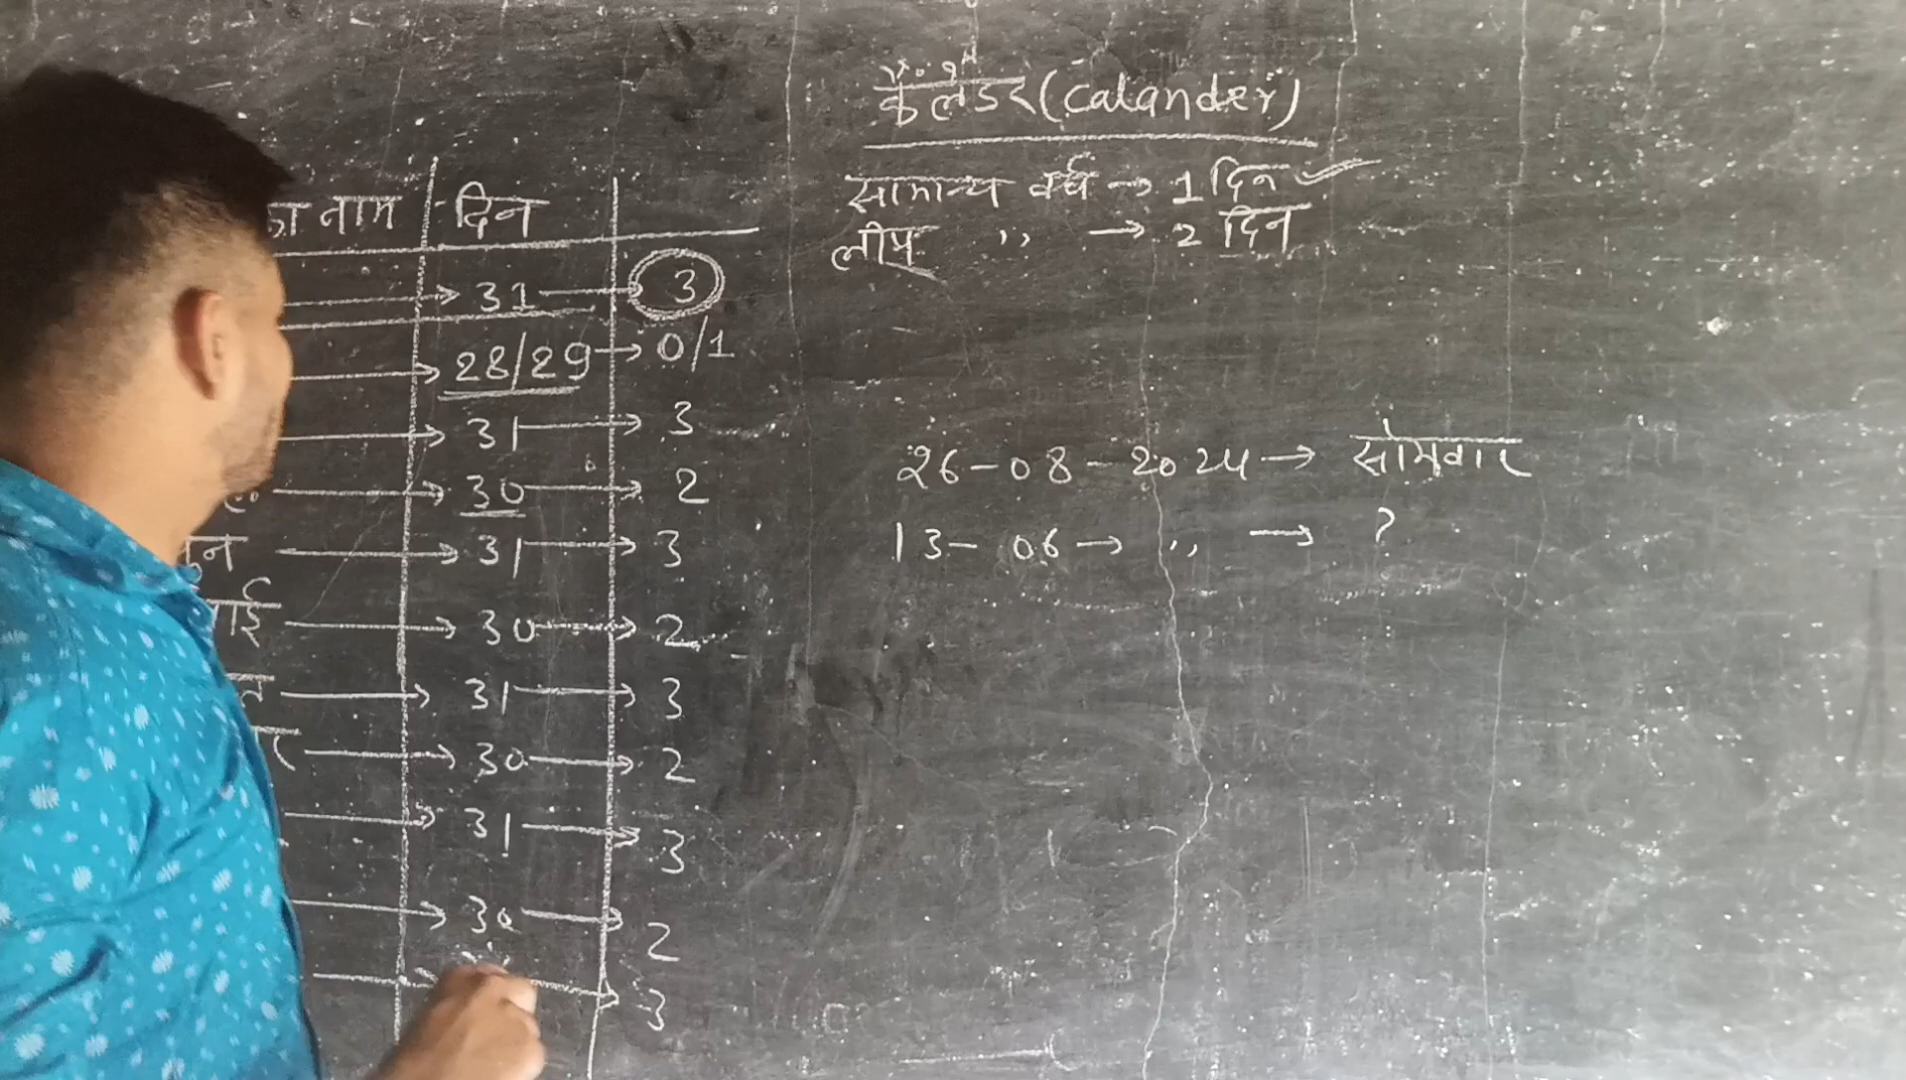 कैलेंडर (Calander)
सामान्य वर्ष → 1 दिन ✓
लीप ,, → 2 दिन
का नाम दिन
→ 31 → 3
→ 28/29 → 0/1
→ 31 → 3
→ 30 → 2
→ 31 → 3
→ 30 → 2
→ 31 → 3
→ 30 → 2
→ 31 → 3
→ 30 → 2
→ 3
26-08-2024 → सोमवार
13-06 → ,, → ?